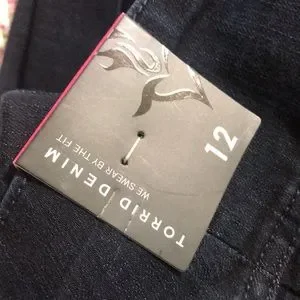 TORRID DENIM
WE SWEAR BY THE FIT
12